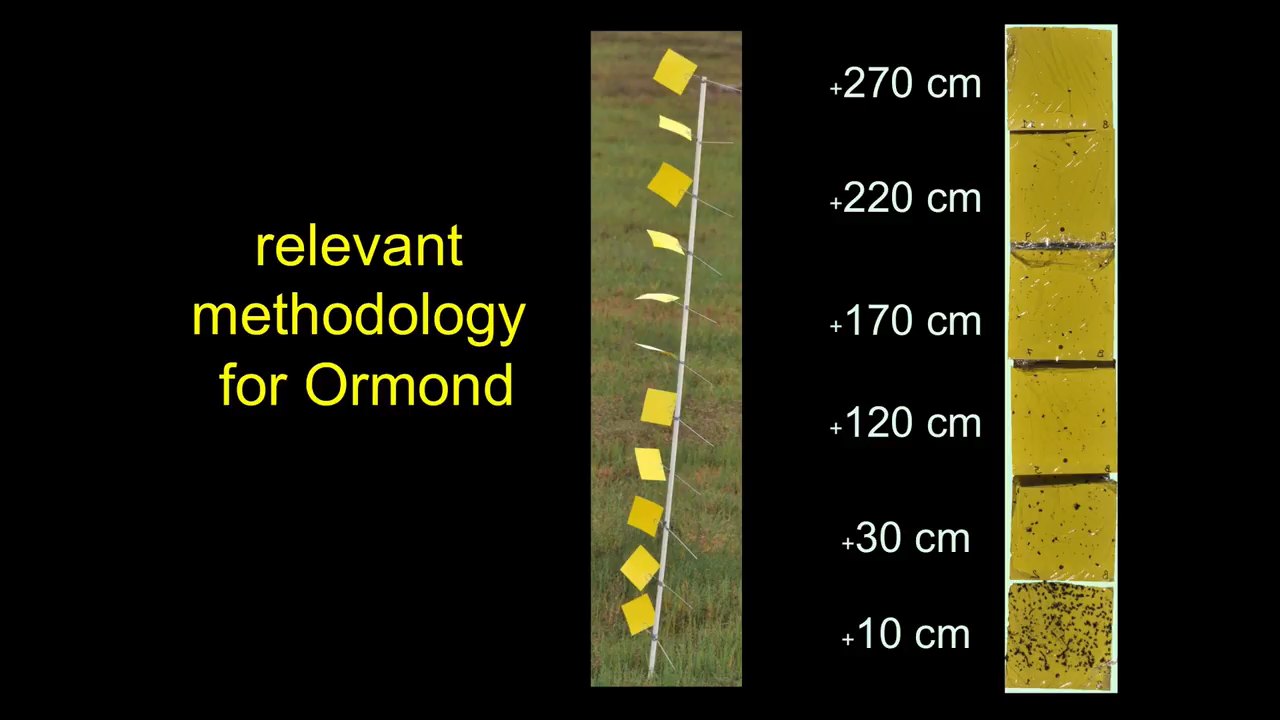 relevant
methodology
for Ormond
+270 cm
+220 cm
+170 cm
+120 cm
+30 cm
+10 cm